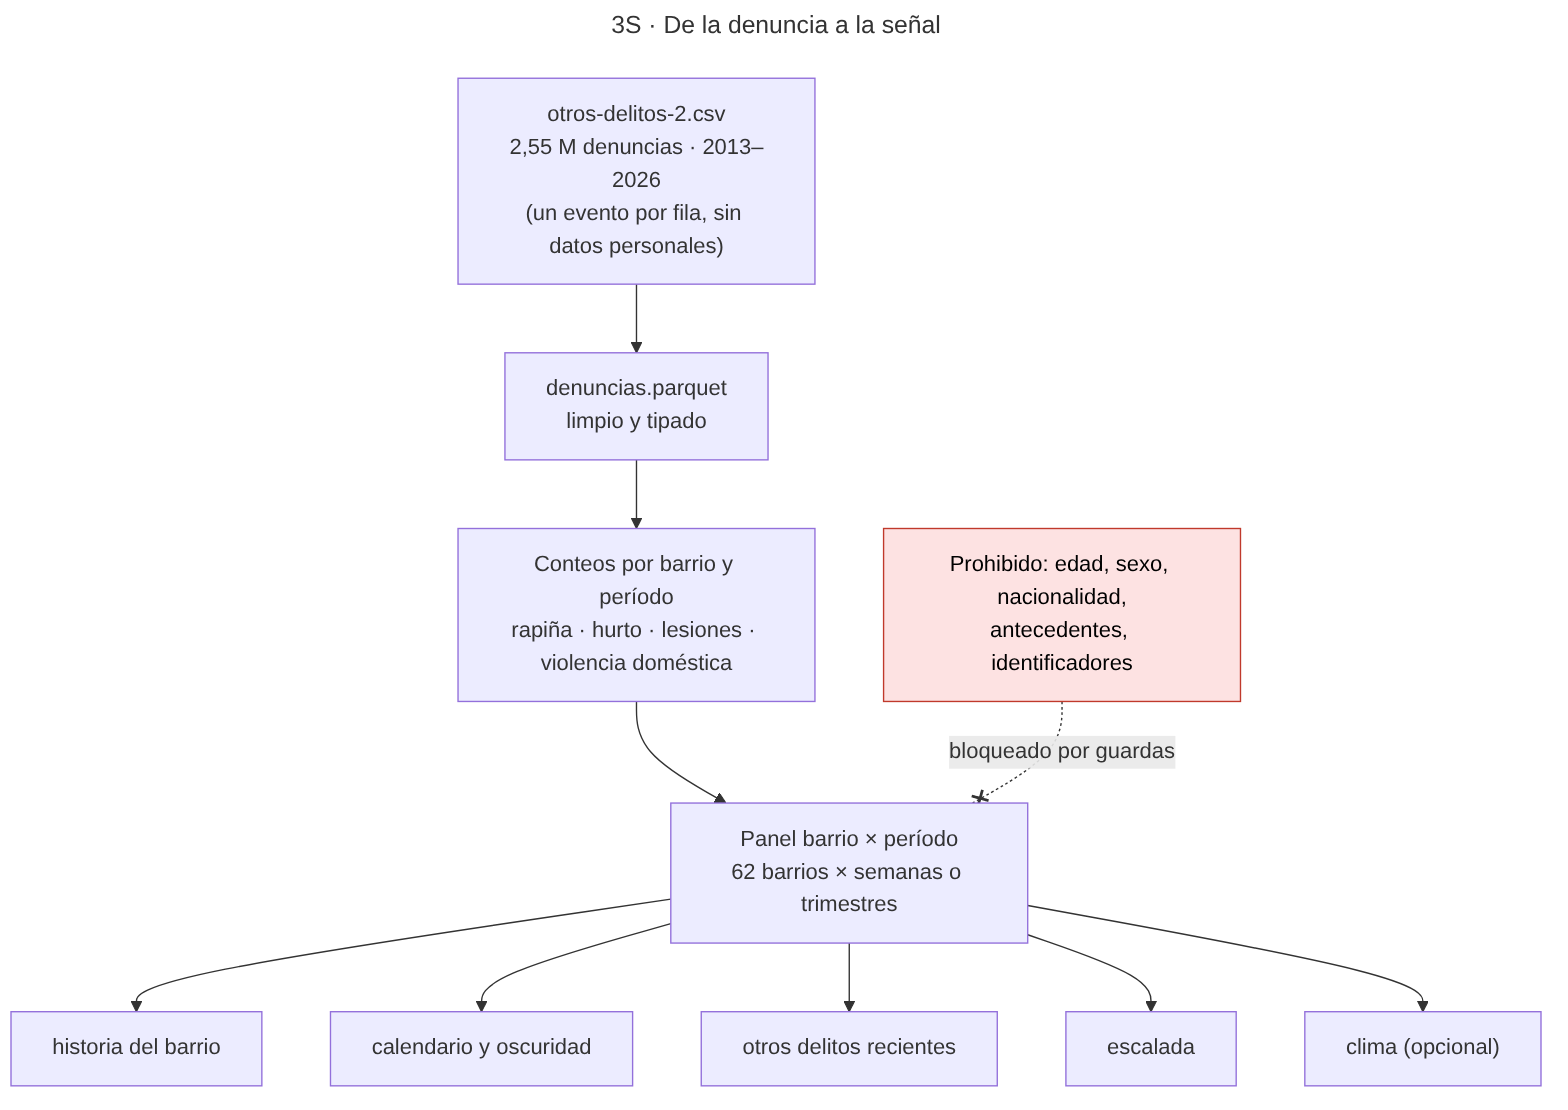 3S · De la denuncia a la señal
otros-delitos-2.csv
2,55 M denuncias · 2013–
2026
(un evento por fila, sin
datos personales)
denuncias.parquet
limpio y tipado
Conteos por barrio y
período
rapiña · hurto · lesiones ·
violencia doméstica
Prohibido: edad, sexo,
nacionalidad,
antecedentes,
identificadores
bloqueado por guardas
Panel barrio × período
62 barrios × semanas o
trimestres
historia del barrio
calendario y oscuridad
otros delitos recientes
escalada
clima (opcional)